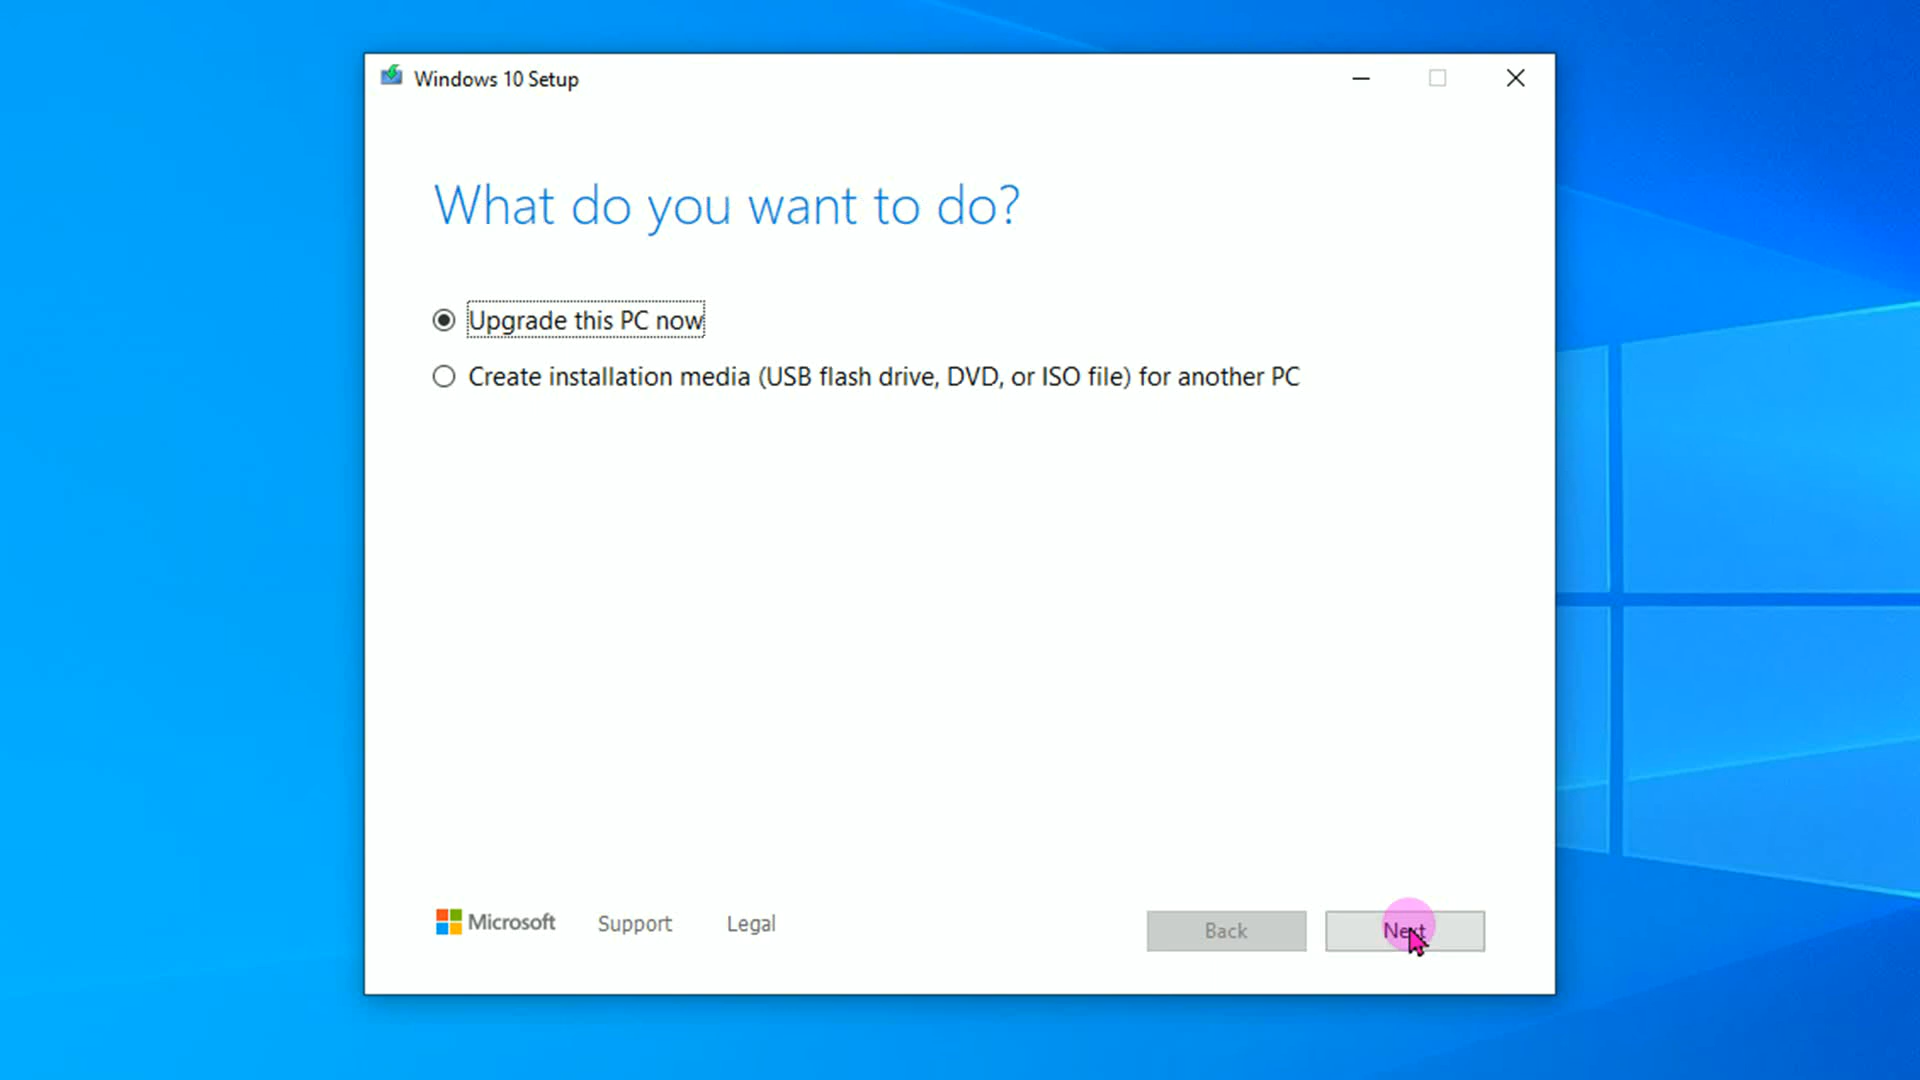 Windows 10 Setup
What do you want to do?
Upgrade this PC now
Create installation media (USB flash drive, DVD, or ISO file) for another PC
Microsoft Support Legal Back Next